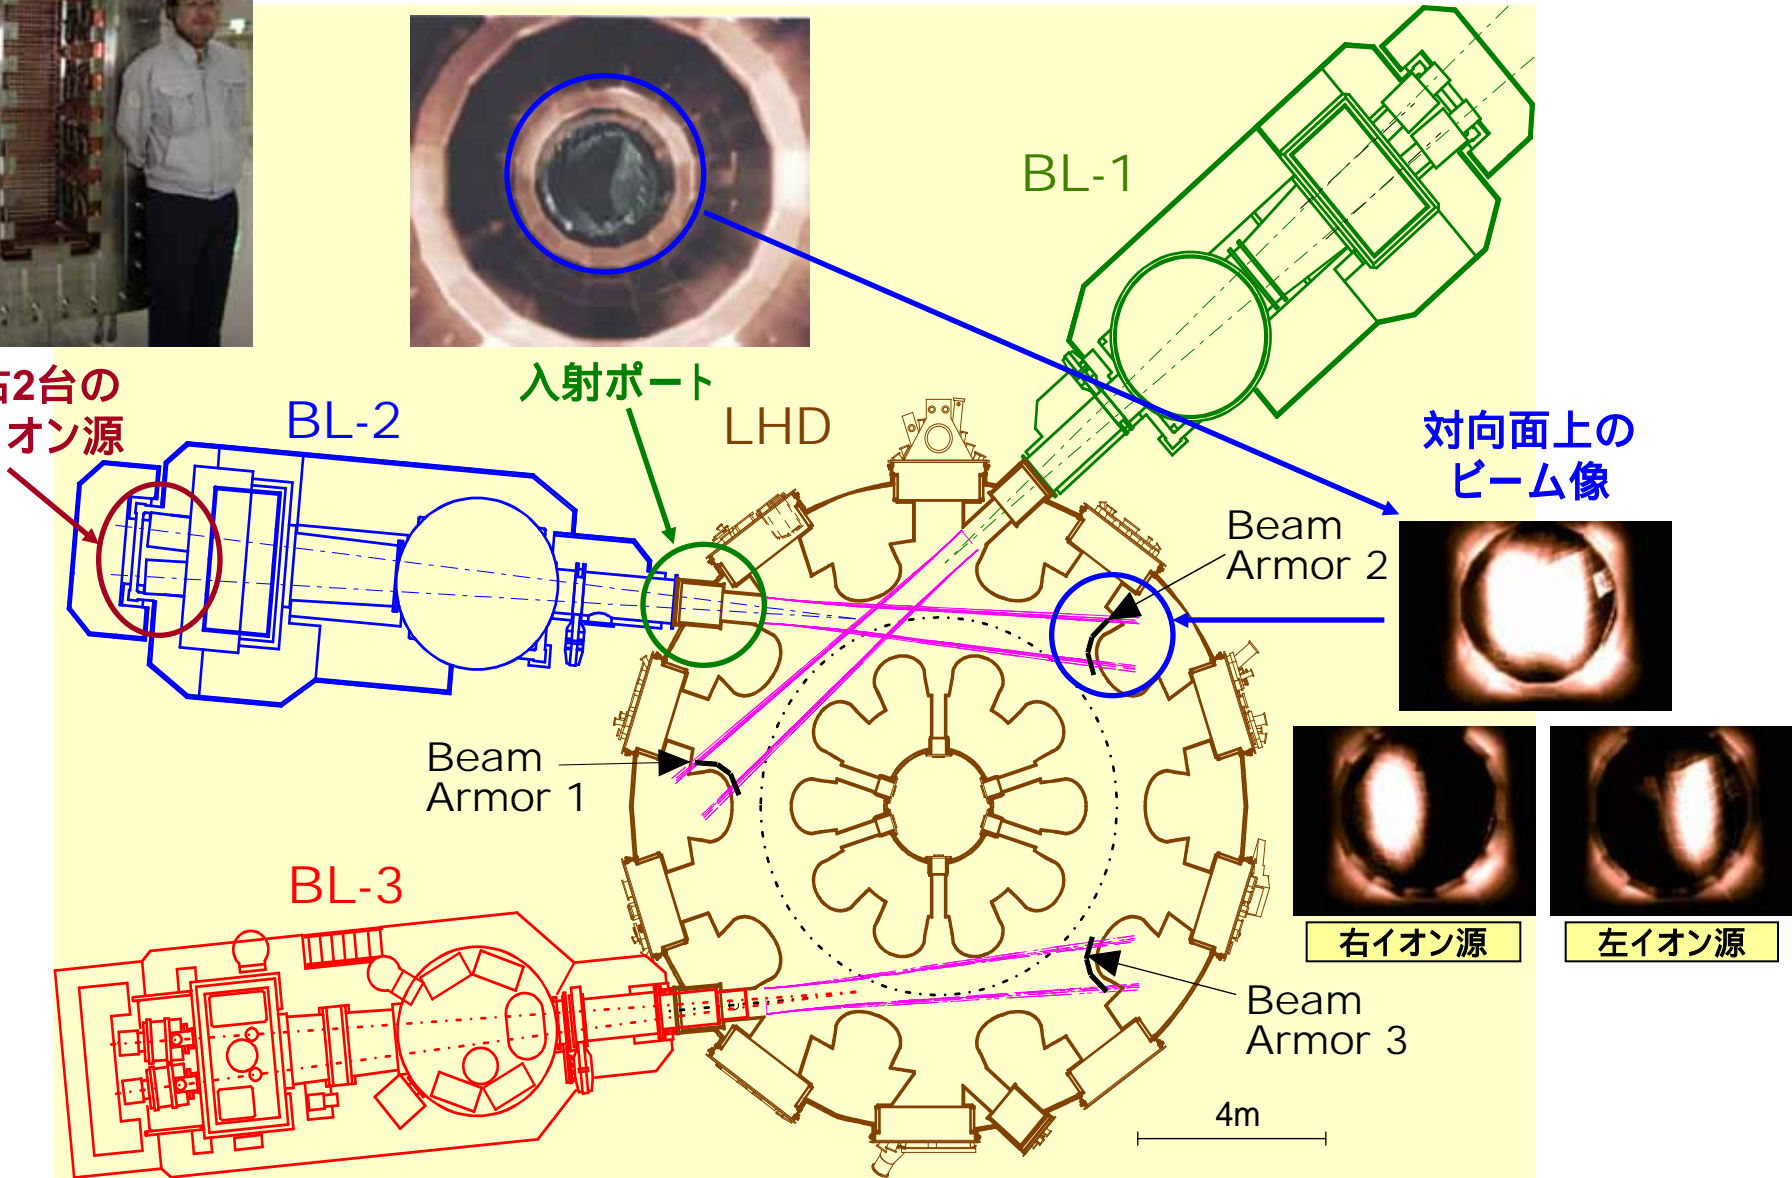 BL-1
入射ポート
右2台の
オン源
BL-2
LHD
対向面上の
ビーム像
Beam
Armor 2
Beam
Armor 1
BL-3
右イオン源
左イオン源
Beam
Armor 3
4m